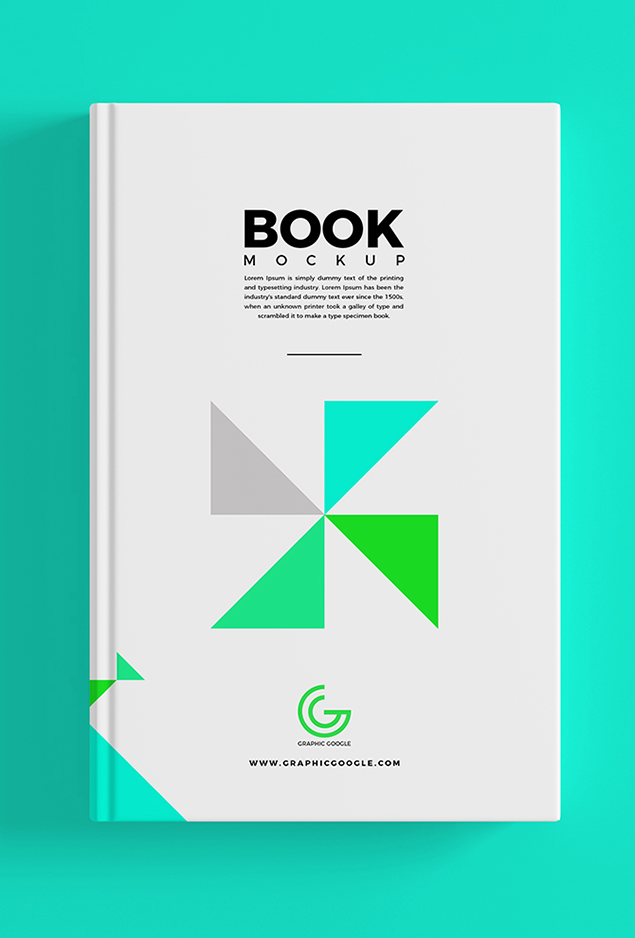 BOOK
MOCKUP
Lorem Ipsum is simply dummy text of the printing
and typesetting industry. Lorem Ipsum has been the
industry's standard dummy text ever since the 1500s,
when an unknown printer took a galley of type and
scrambled it to make a type specimen book.
GRAPHIC GOOGLE
WWW.GRAPHICGOOGLE.COM